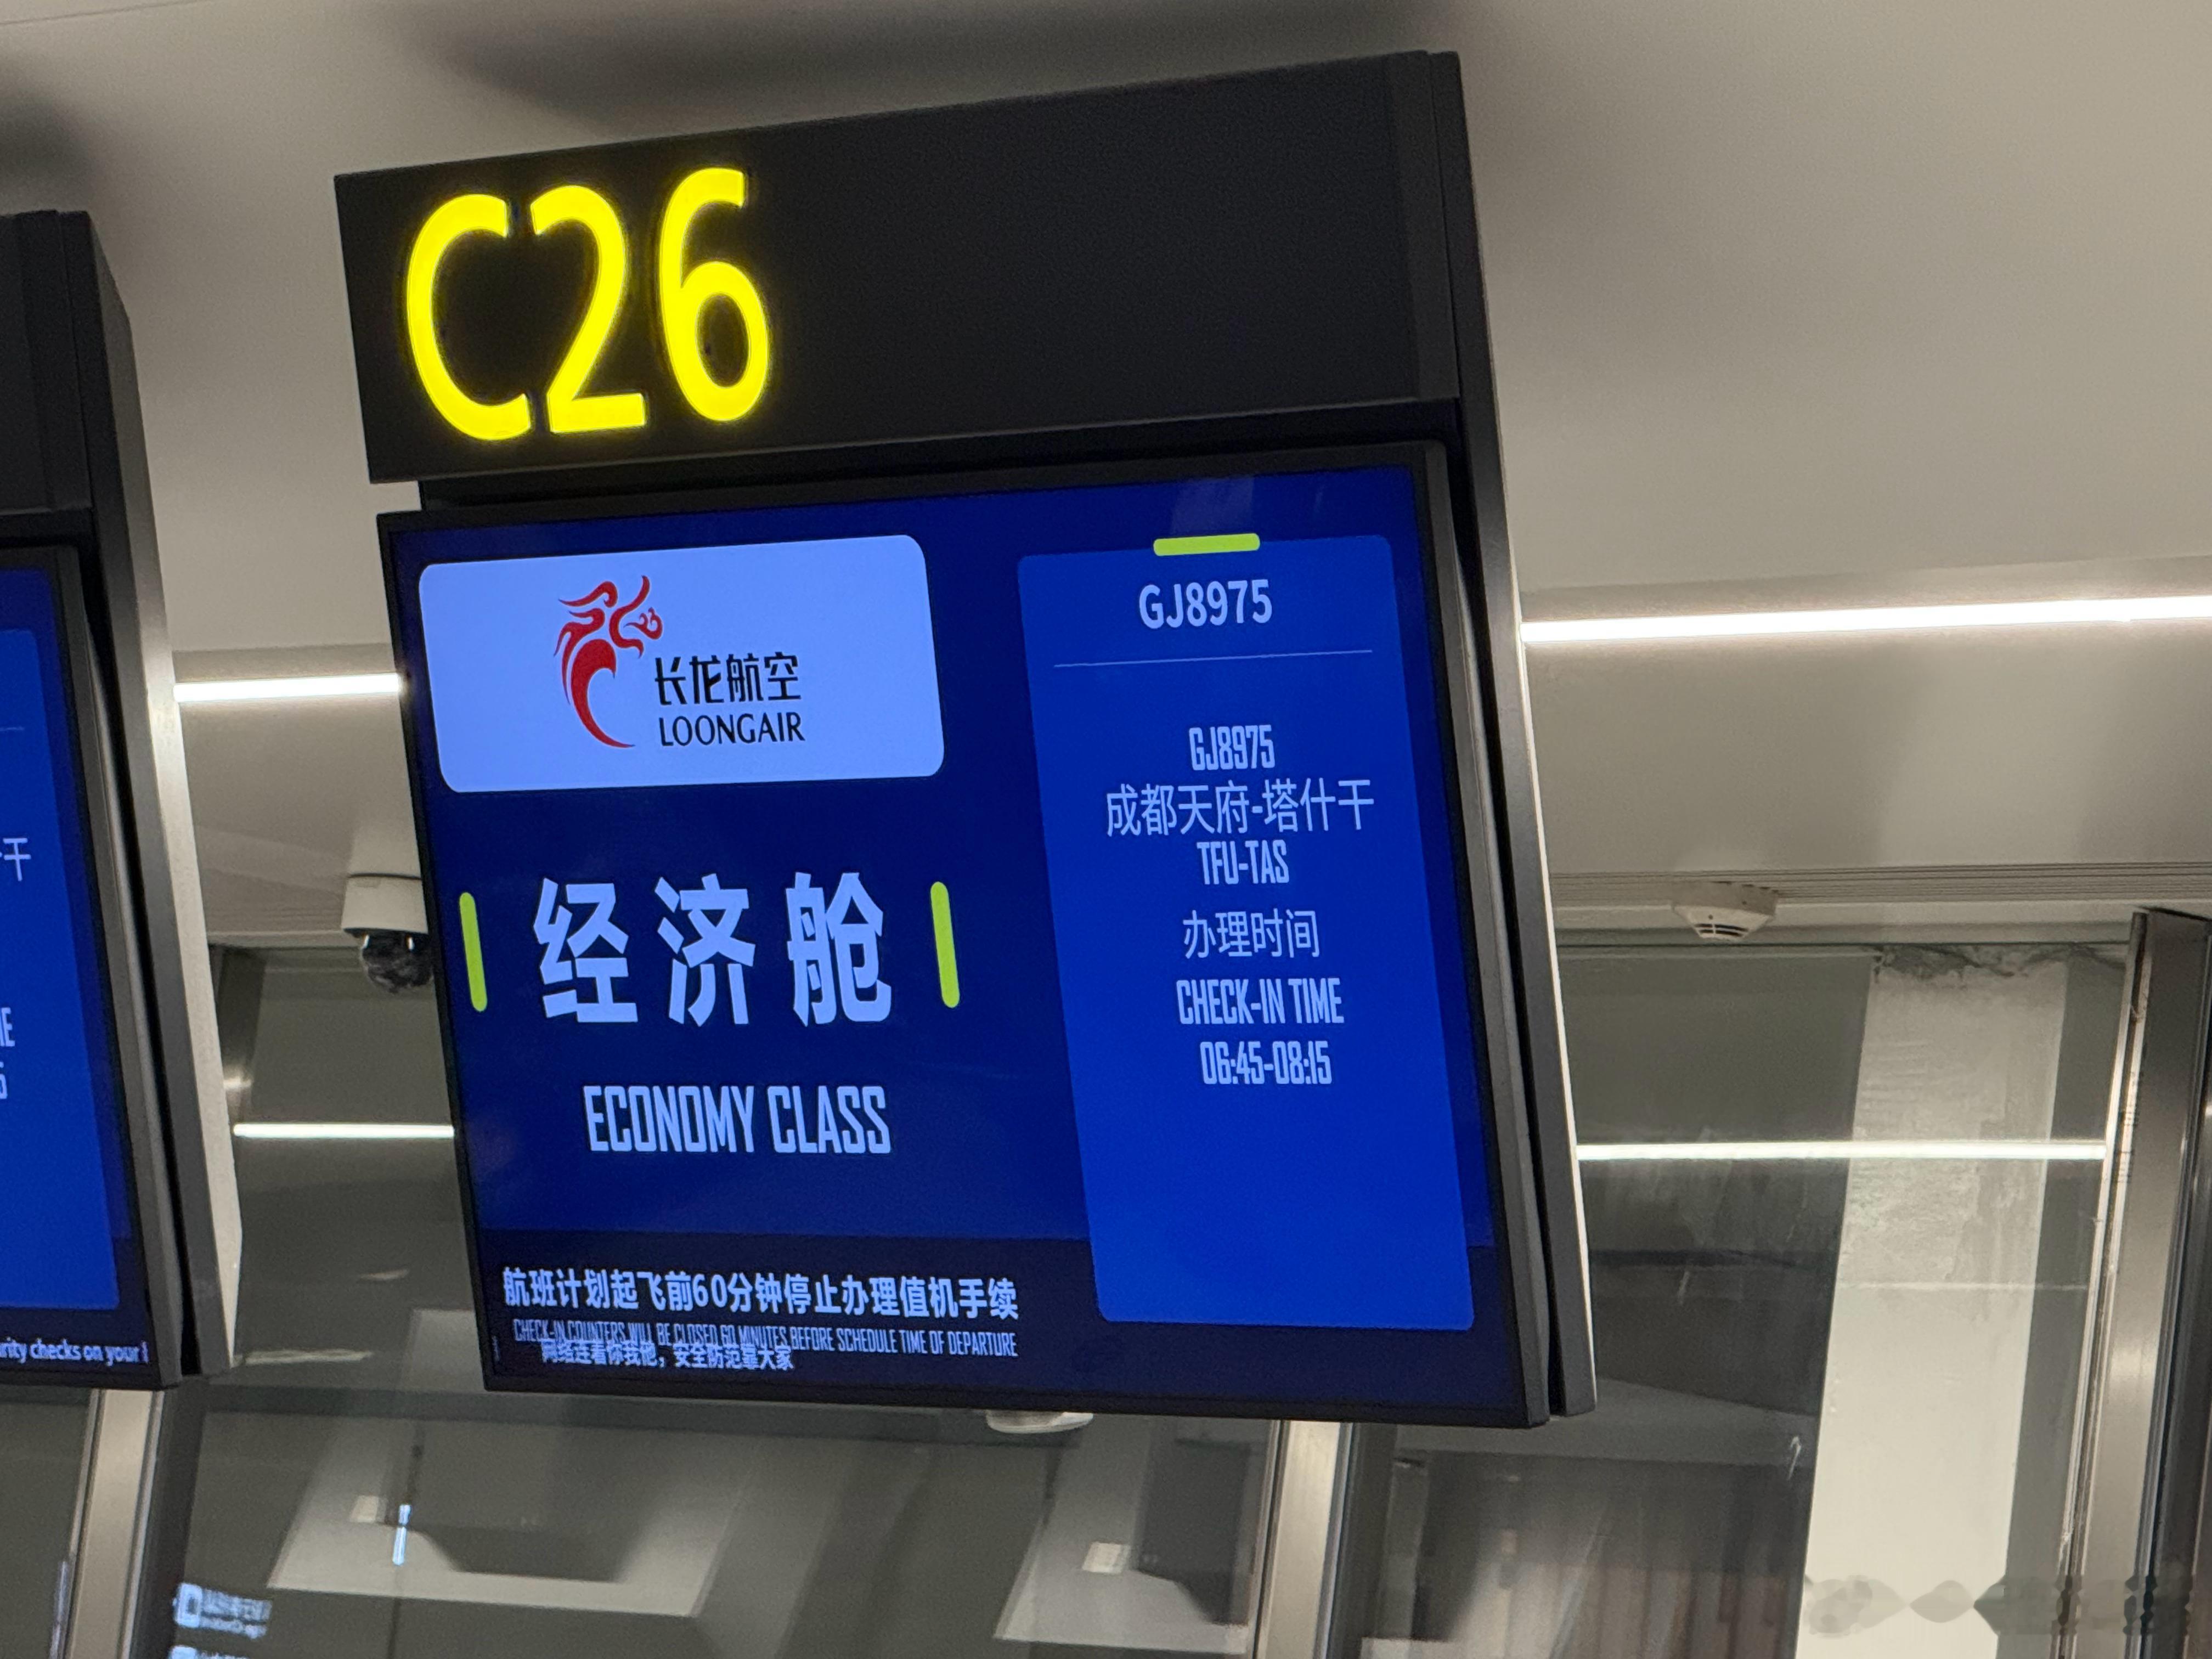 C26
长龙航空
LOONGAIR
经济舱
ECONOMY CLASS
GJ8975
GJ8975
成都天府-塔什干
TFU-TAS
办理时间
CHECK-IN TIME
06:45-08:15
航班计划起飞前60分钟停止办理值机手续
CHECK-IN COUNTERS WILL BE CLOSED 60 MINUTES BEFORE SCHEDULE TIME OF DEPARTURE
网络连着你我他，安全防范靠大家
干
checks on your